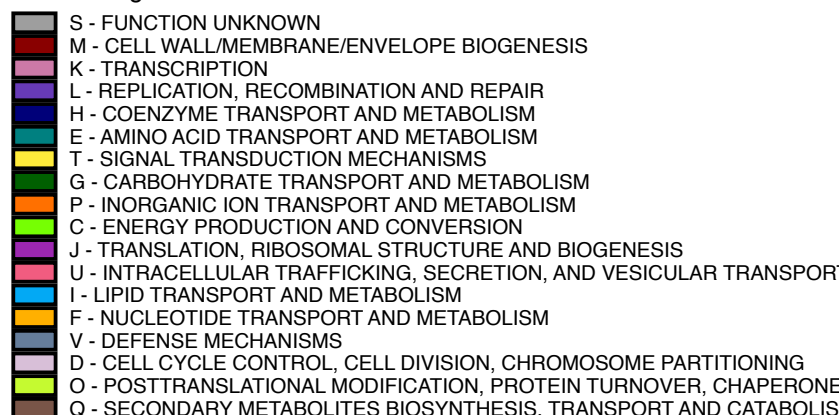 S - FUNCTION UNKNOWN
M - CELL WALL/MEMBRANE/ENVELOPE BIOGENESIS
K - TRANSCRIPTION
L - REPLICATION, RECOMBINATION AND REPAIR
H - COENZYME TRANSPORT AND METABOLISM
E - AMINO ACID TRANSPORT AND METABOLISM
T - SIGNAL TRANSDUCTION MECHANISMS
G - CARBOHYDRATE TRANSPORT AND METABOLISM
P - INORGANIC ION TRANSPORT AND METABOLISM
C - ENERGY PRODUCTION AND CONVERSION
J - TRANSLATION, RIBOSOMAL STRUCTURE AND BIOGENESIS
U - INTRACELLULAR TRAFFICKING, SECRETION, AND VESICULAR TRANSPORT
I - LIPID TRANSPORT AND METABOLISM
F - NUCLEOTIDE TRANSPORT AND METABOLISM
V - DEFENSE MECHANISMS
D - CELL CYCLE CONTROL, CELL DIVISION, CHROMOSOME PARTITIONING
O - POSTTRANSLATIONAL MODIFICATION, PROTEIN TURNOVER, CHAPERONE
Q - SECONDARY METABOLITES BIOSYNTHESIS, TRANSPORT AND CATABOLIS